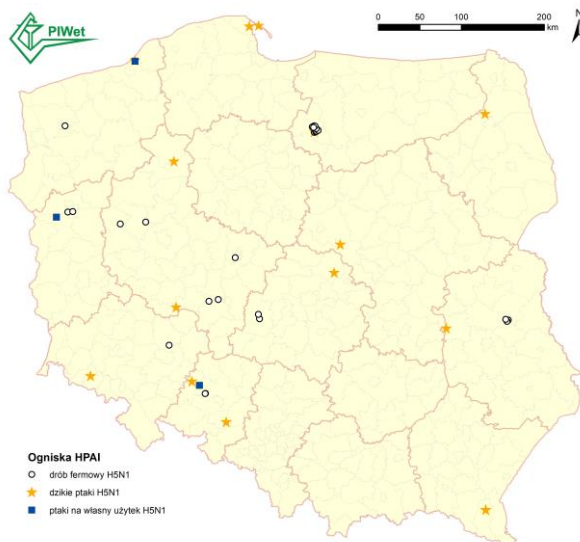 PIWet
0 50 100 200
km
N
Ogniska HPAI
drób fermowy H5N1
dzikie ptaki H5N1
ptaki na własny użytek H5N1